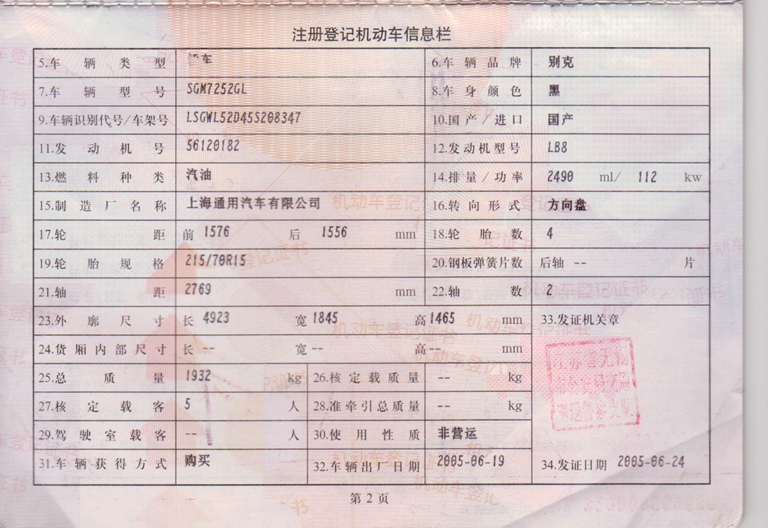 注册登记机动车信息栏
5.车辆类型 轿车 6.车辆品牌 别克
7.车辆型号 SGM7252GL 8.车身颜色 黑
9.车辆识别代号/车架号 LSGWL52D45S208347 10.国产/进口 国产
11.发动机号 56120182 12.发动机型号 LB8
13.燃料种类 汽油 14.排量/功率 2490 ml/ 112 kw
15.制造厂名称 上海通用汽车有限公司 16.转向形式 方向盘
17.轮距 前 1576 后 1556 mm 18.轮胎数 4
19.轮胎规格 215/70R15 20.钢板弹簧片数 后轴 -- 片
21.轴距 2769 mm 22.轴数 2
23.外廓尺寸 长 4923 宽 1845 高 1465 mm 33.发证机关章
24.货厢内部尺寸 长 -- 宽 -- 高 -- mm
25.总质量 1932 kg 26.核定载质量 -- kg
27.核定载客 5 人 28.准牵引总质量 -- kg
29.驾驶室载客 -- 人 30.使用性质 非营运
31.车辆获得方式 购买 32.车辆出厂日期 2005-06-19 34.发证日期 2005-06-24
第2页